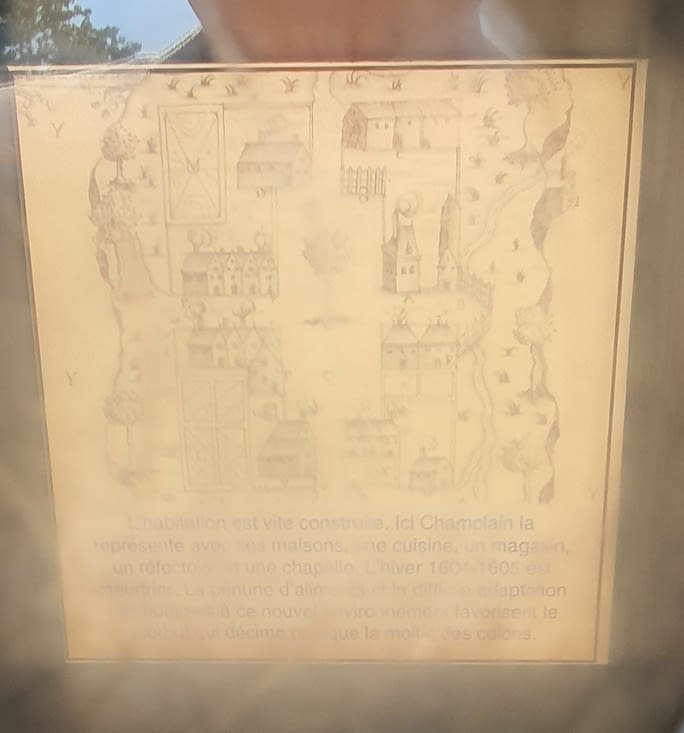 L'habitation est vite construite. Ici Champlain la
représente avec ses maisons, une cuisine, un magasin,
un réfectoire et une chapelle. L'hiver 1604-1605 est
meurtrier. La pénurie d'aliments et la difficile adaptation
à ce nouvel environnement favorisent le
scorbut qui décime presque la moitié des colons.